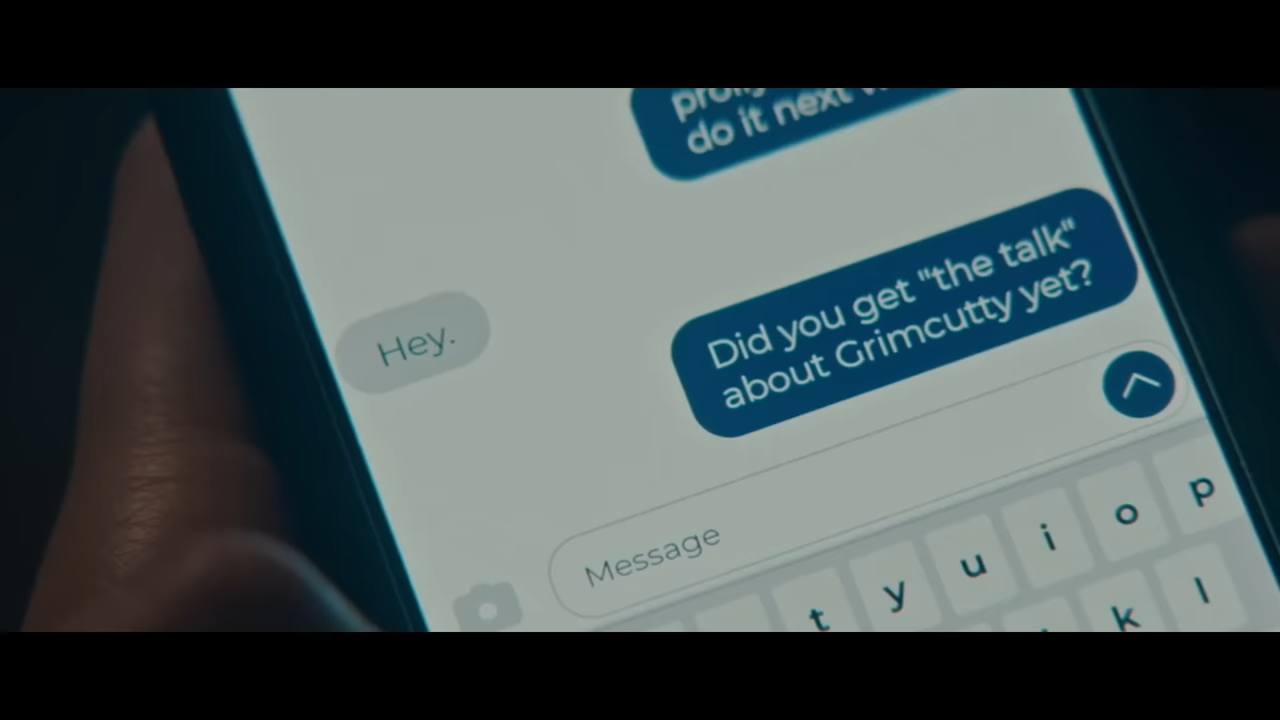 do it next
Hey.
Did you get "the talk"
about Grimcutty yet?
Message
t y u i o p
k l